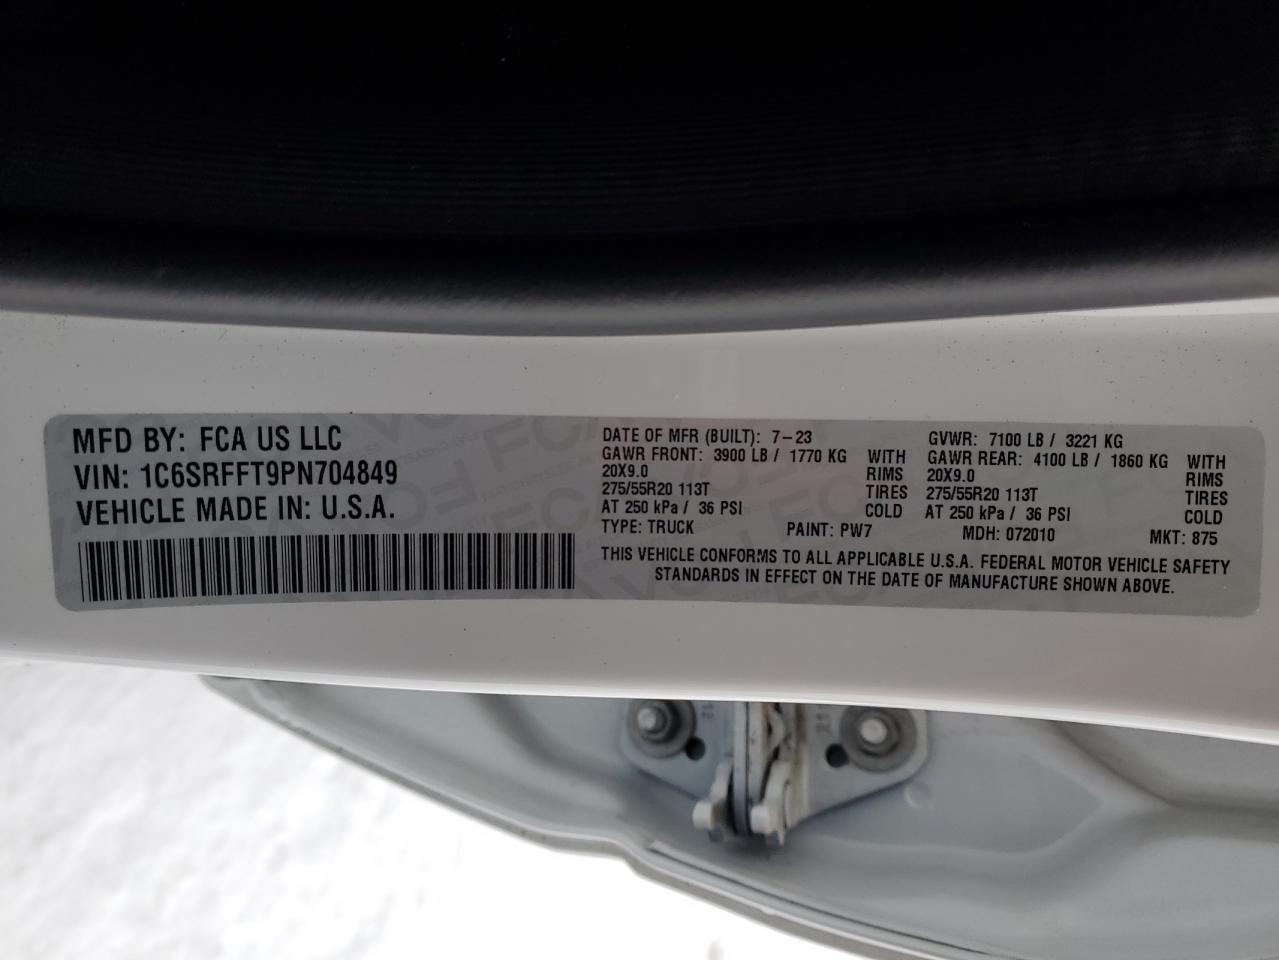 MFD BY: FCA US LLC
VIN: 1C6SRFFT9PN704849
VEHICLE MADE IN: U.S.A.
DATE OF MFR (BUILT): 7-23
GAWR FRONT: 3900 LB / 1770 KG WITH
20X9.0 RIMS
275/55R20 113T TIRES
AT 250 kPa / 36 PSI COLD
GVWR: 7100 LB / 3221 KG
GAWR REAR: 4100 LB / 1860 KG WITH
20X9.0 RIMS
275/55R20 113T TIRES
AT 250 kPa / 36 PSI COLD
TYPE: TRUCK PAINT: PW7 MDH: 072010 MKT: 875
THIS VEHICLE CONFORMS TO ALL APPLICABLE U.S.A. FEDERAL MOTOR VEHICLE SAFETY
STANDARDS IN EFFECT ON THE DATE OF MANUFACTURE SHOWN ABOVE.